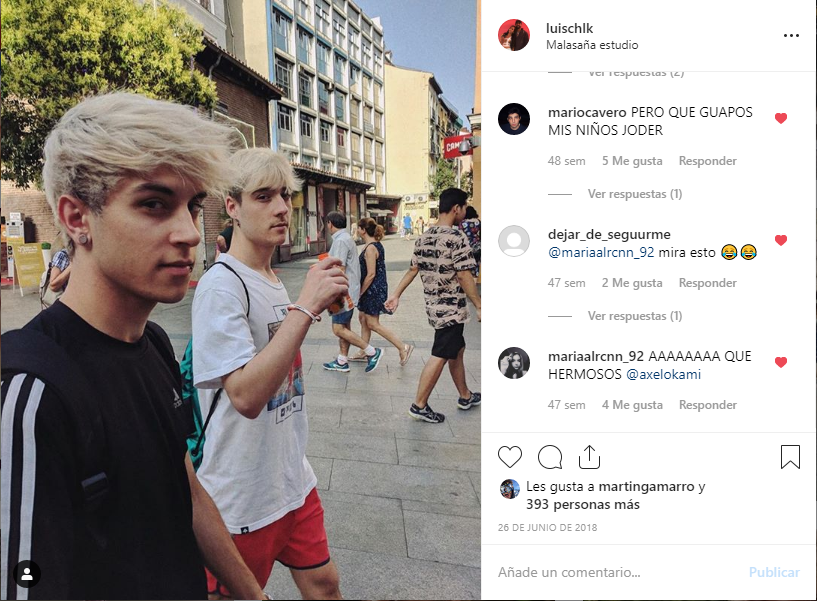 luischlk
Malasaña estudio
Ver respuestas (2)
mariocavero PERO QUE GUAPOS
MIS NIÑOS JODER
48 sem 5 Me gusta Responder
Ver respuestas (1)
dejar_de_seguurme
@mariaalrcnn_92 mira esto 😂😂
47 sem 2 Me gusta Responder
Ver respuestas (1)
mariaalrcnn_92 AAAAAAAA QUE
HERMOSOS @axelokami
47 sem 4 Me gusta Responder
Les gusta a martingamarro y
393 personas más
26 DE JUNIO DE 2018
Añade un comentario... Publicar